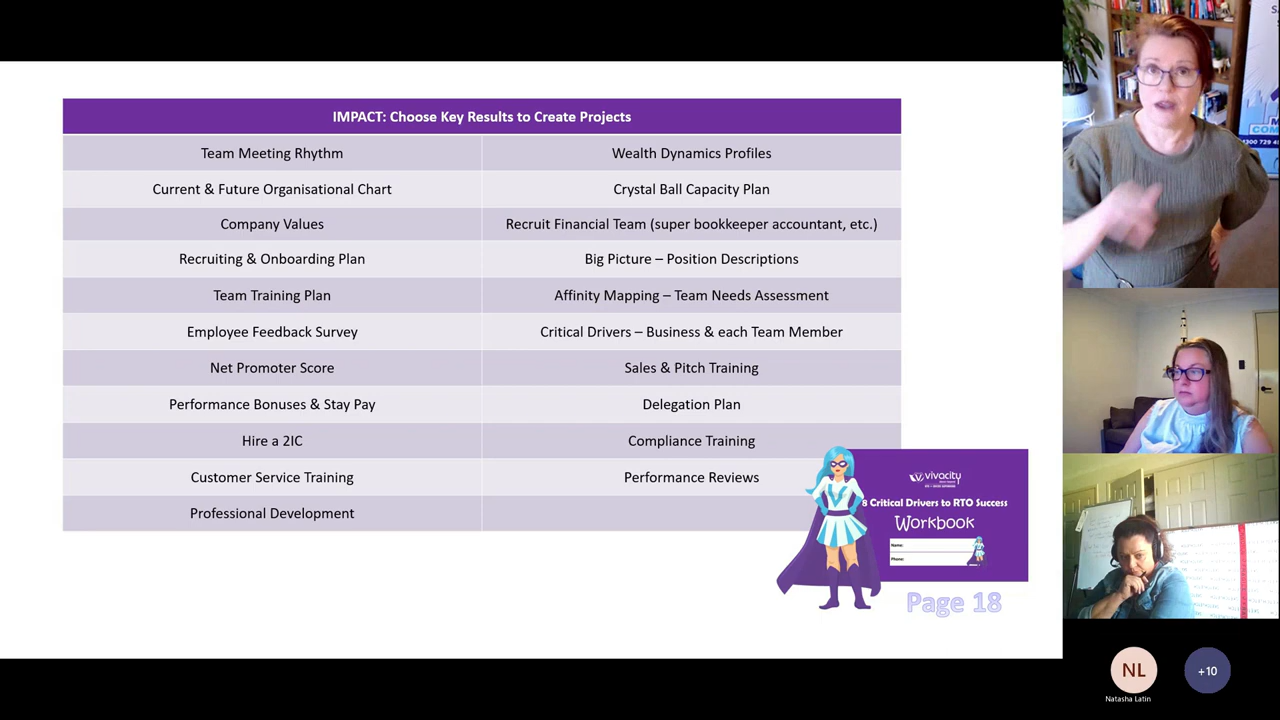 IMPACT: Choose Key Results to Create Projects
Team Meeting Rhythm
Wealth Dynamics Profiles
Current & Future Organisational Chart
Crystal Ball Capacity Plan
Company Values
Recruit Financial Team (super bookkeeper accountant, etc.)
Recruiting & Onboarding Plan
Big Picture – Position Descriptions
Team Training Plan
Affinity Mapping – Team Needs Assessment
Employee Feedback Survey
Critical Drivers – Business & each Team Member
Net Promoter Score
Sales & Pitch Training
Performance Bonuses & Stay Pay
Delegation Plan
Hire a 2IC
Compliance Training
Customer Service Training
Performance Reviews
Professional Development
vivacity
8 Critical Drivers to RTO Success
Workbook
Name:
Phone:
Page 18
NL
Natasha Latin
+10